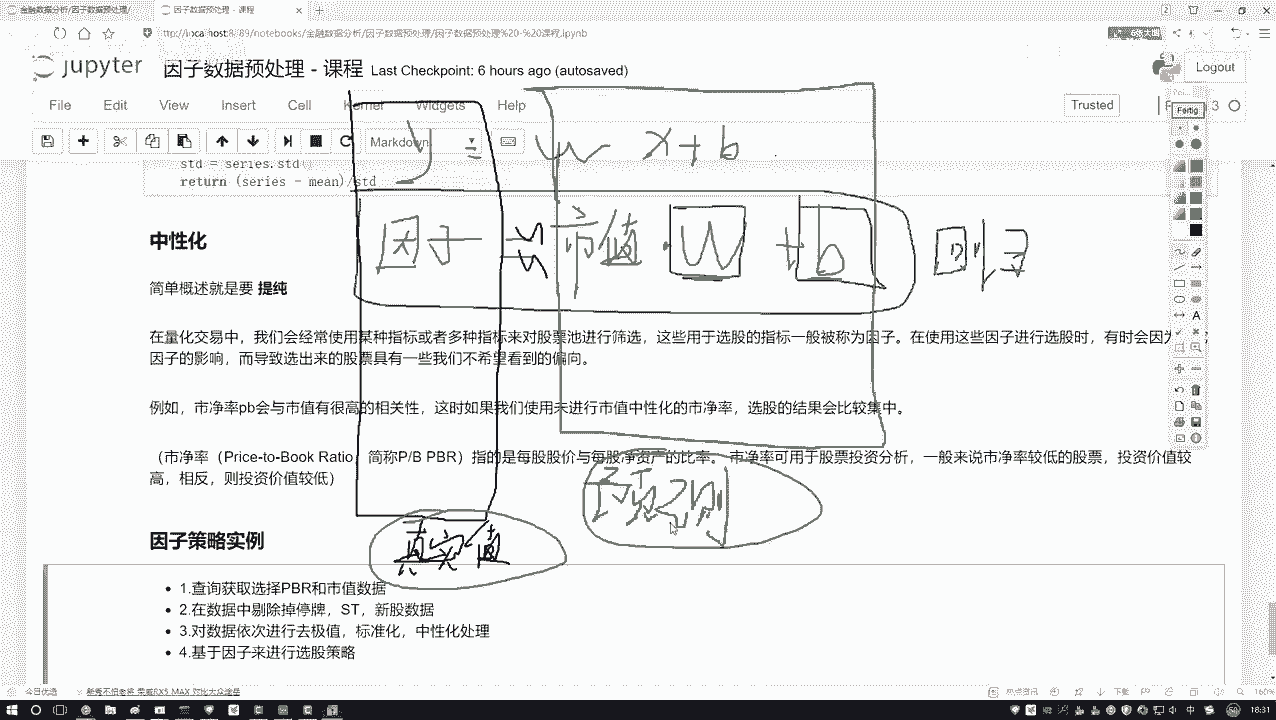 金融数据分析/因子数据预处理/
因子数据预处理 - 课程
localhost:8889/notebooks/金融数据分析/因子数据预处理/因子数据预处理%20-%20课程.ipynb
jupyter 因子数据预处理 - 课程 Last Checkpoint: 6 hours ago (autosaved)
Logout
Fertig
File Edit View Insert Cell Kernel Widgets Help
Trusted
3
Markdown
y = w x + b
std = series.std
return (series - mean)/std
因子 ≈ 市值 · W + b 回归
中性化
简单概述就是要 提纯
在量化交易中，我们会经常使用某种指标或者多种指标来对股票池进行筛选，这些用于选股的指标一般被称为因子。在使用这些因子进行选股时，有时会因为
因子的影响，而导致选出来的股票具有一些我们不希望看到的偏向。
例如，市净率pb会与市值有很高的相关性，这时如果我们使用未进行市值中性化的市净率，选股的结果会比较集中。
（市净率（Price-to-Book Ratio 简称P/B PBR）指的是每股股价与每股净资产的比率。 市净率可用于股票投资分析，一般来说市净率较低的股票，投资价值较
高，相反，则投资价值较低）
预测
真实值
因子策略实例
1.查询获取选择PBR和市值数据
2.在数据中剔除掉停牌，ST，新股数据
3.对数据依次进行去极值，标准化，中性化处理
4.基于因子来进行选股策略
今日优选
热点资讯
下载
160%
中
18:31